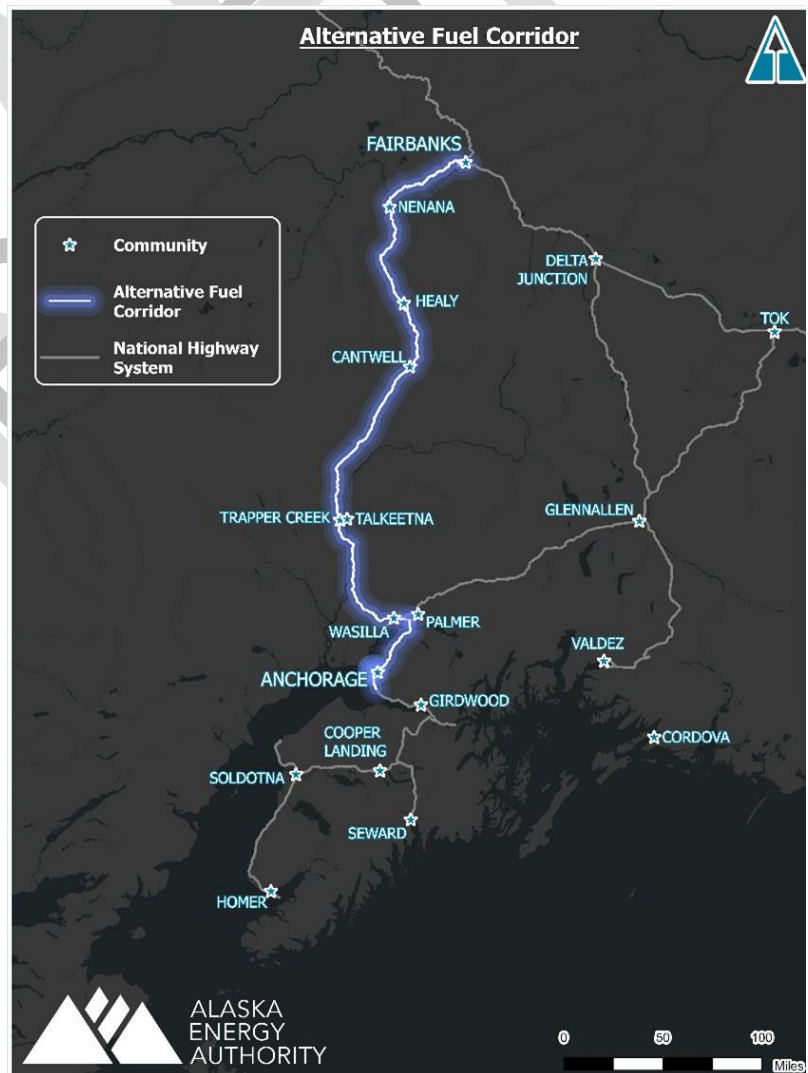 Alternative Fuel Corridor
FAIRBANKS
NENANA
Community
DELTA
JUNCTION
Alternative Fuel
Corridor
HEALY
TOK
National Highway
System
CANTWELL
TRAPPER CREEK
TALKEETNA
GLENNALLEN
WASILLA
PALMER
VALDEZ
ANCHORAGE
GIRDWOOD
COOPER
LANDING
CORDOVA
SOLDOTNA
SEWARD
HOMER
ALASKA
ENERGY
AUTHORITY
0 50 100
Miles